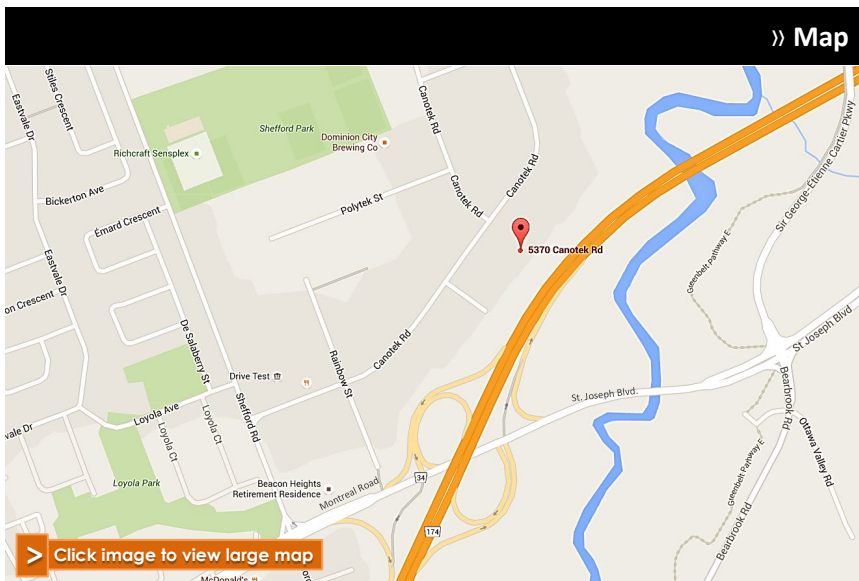 » Map
Stiles Crescent
Eastvale Dr
Canotek Rd
Shefford Park
Dominion City
Brewing Co
Richcraft Sensplex
Canotek Rd
Sir George-Étienne Cartier Pkwy
Bickerton Ave
Canotek Rd
Polytek St
Émard Crescent
5370 Canotek Rd
Greenbelt Pathway E
Eastvale Dr
on Crescent
De Salaberry St
Canotek Rd
St Joseph Blvd
Rainbow St
Drive Test
St. Joseph Blvd.
Bearbrook Rd
Loyola Ave
Loyola Ct
Shefford Rd
vale Dr
Loyola Ct
Ottawa Valley Rd
Greenbelt Pathway E
Loyola Park
Beacon Heights
Retirement Residence
Montreal Road
34
174
Bearbrook Rd
> Click image to view large map
McDonald's